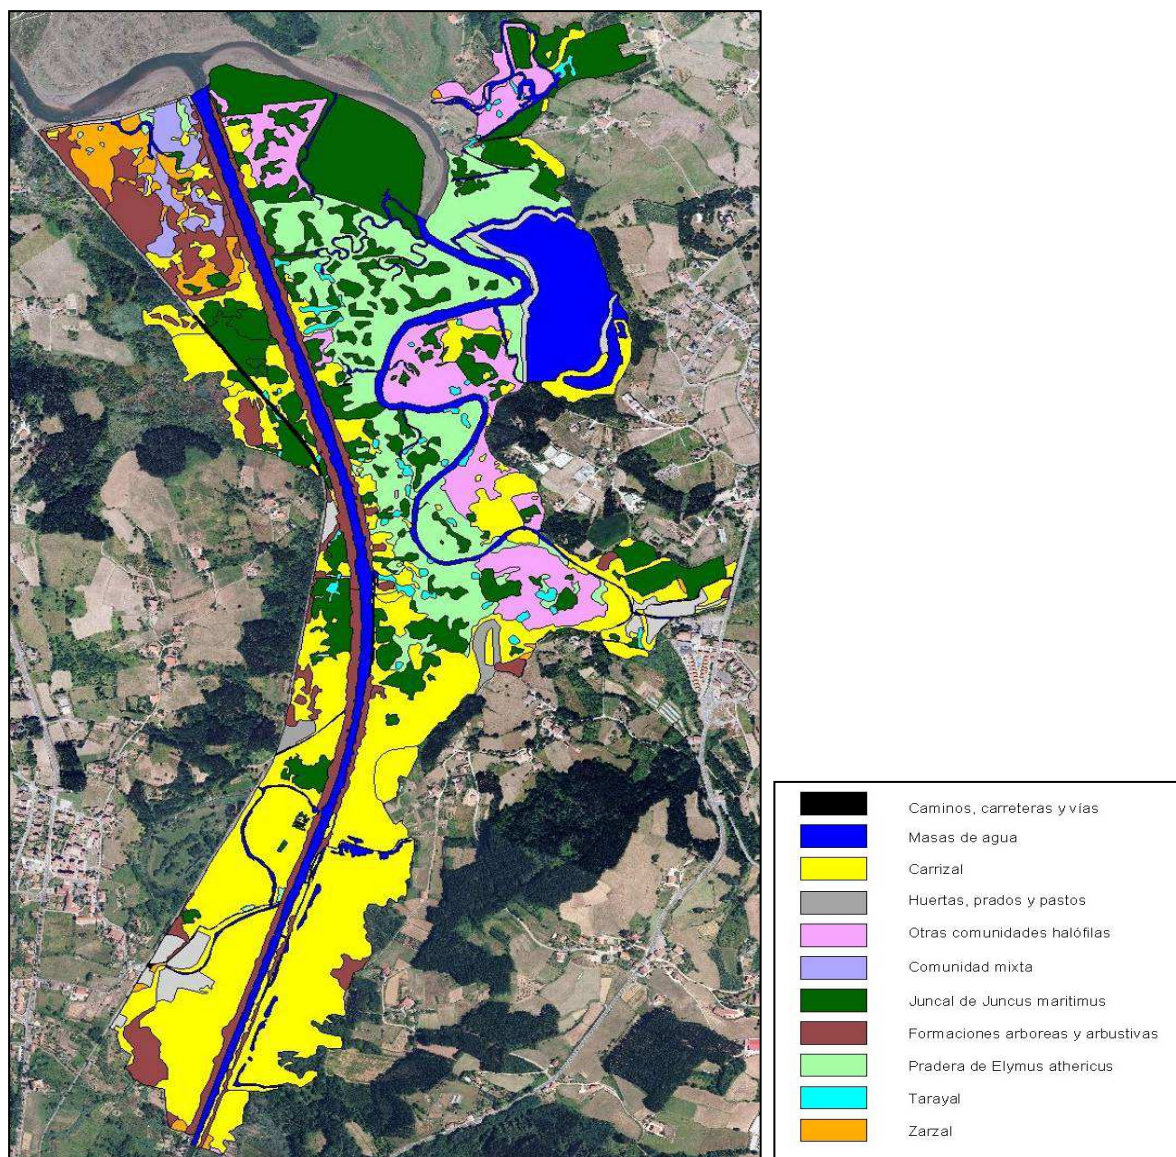 Caminos, carreteras y vías
Masas de agua
Carrizal
Huertas, prados y pastos
Otras comunidades halófilas
Comunidad mixta
Juncal de Juncus maritimus
Formaciones arboreas y arbustivas
Pradera de Elymus athericus
Tarayal
Zarzal